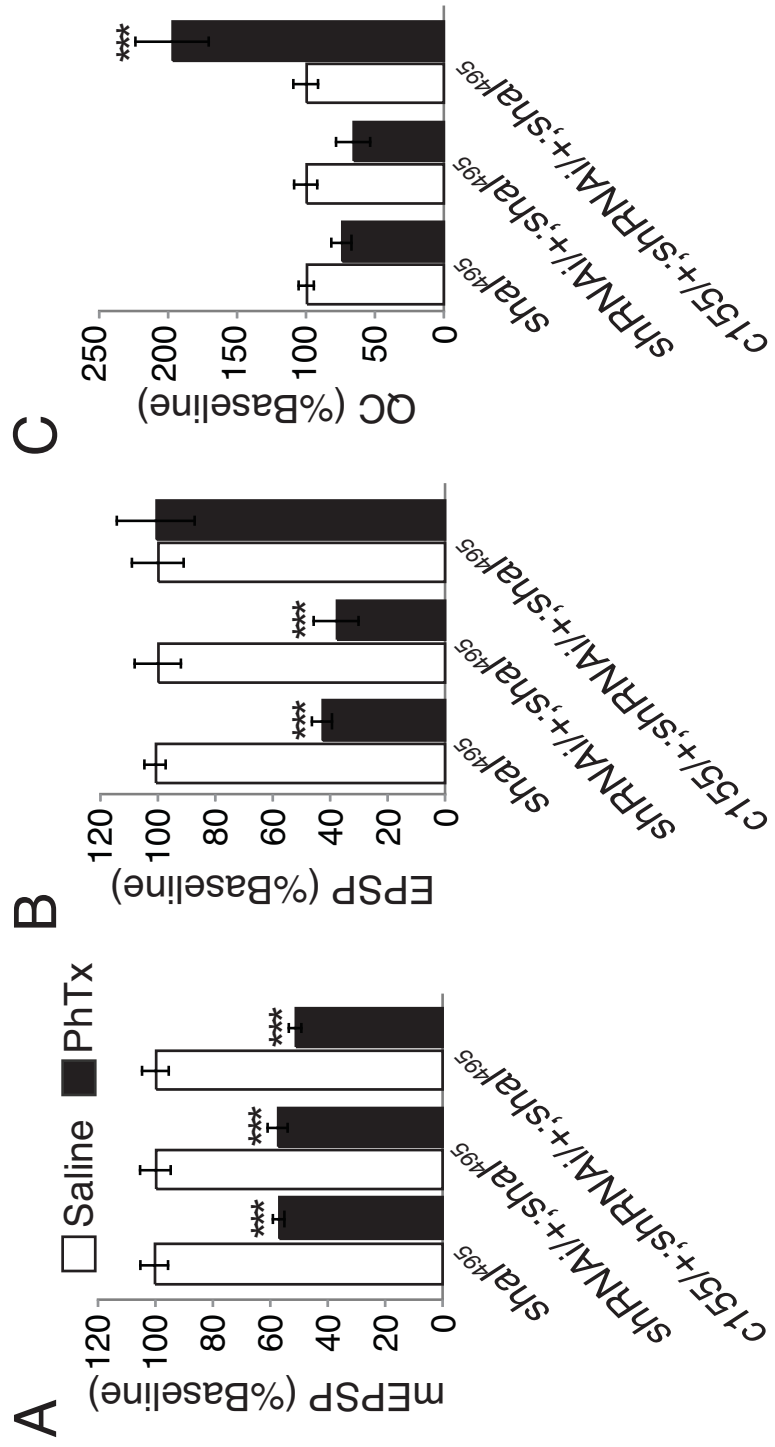 A
Saline PhTx
mEPSP (%Baseline)
120
100
80
60
40
20
0
***
***
***
shal⁴⁹⁵
shRNAi/+;shal⁴⁹⁵
c155/+;shRNAi/+;shal⁴⁹⁵
B
EPSP (%Baseline)
120
100
80
60
40
20
0
***
***
shal⁴⁹⁵
shRNAi/+;shal⁴⁹⁵
c155/+;shRNAi/+;shal⁴⁹⁵
C
QC (%Baseline)
250
200
150
100
50
0
***
shal⁴⁹⁵
shRNAi/+;shal⁴⁹⁵
c155/+;shRNAi/+;shal⁴⁹⁵